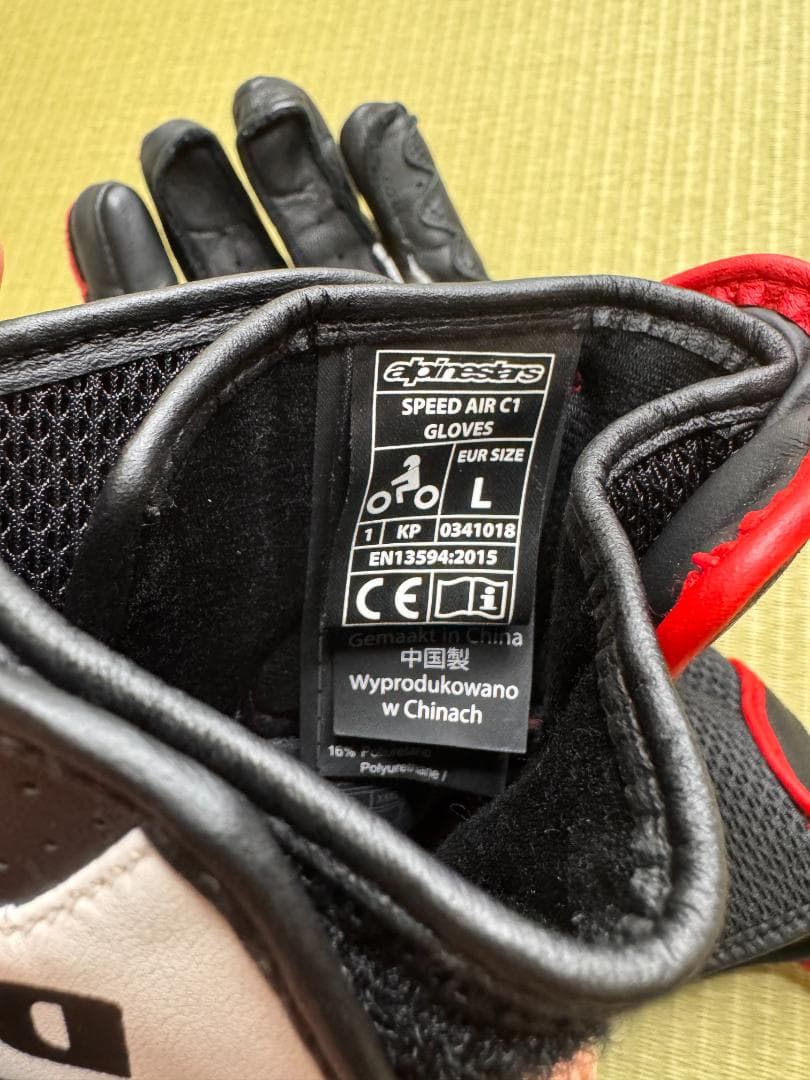 alpinestars
SPEED AIR C1
GLOVES
EUR SIZE
L
1 KP 0341018
EN13594:2015
CE i
Gemaakt in China
中国製
Wyprodukowano
w Chinach
16%
Polyurethane /